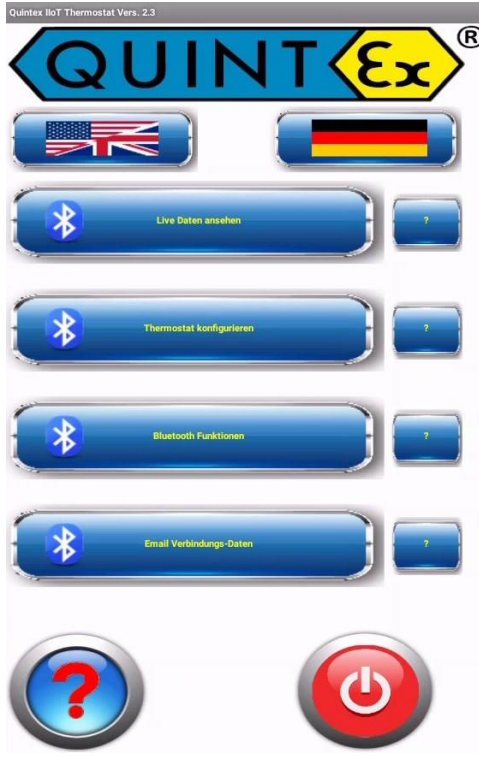 Quintex IIoT Thermostat Vers. 2.3
QUINTEx®
Live Daten ansehen
?
Thermostat konfigurieren
?
Bluetooth Funktionen
?
Email Verbindungs-Daten
?
?